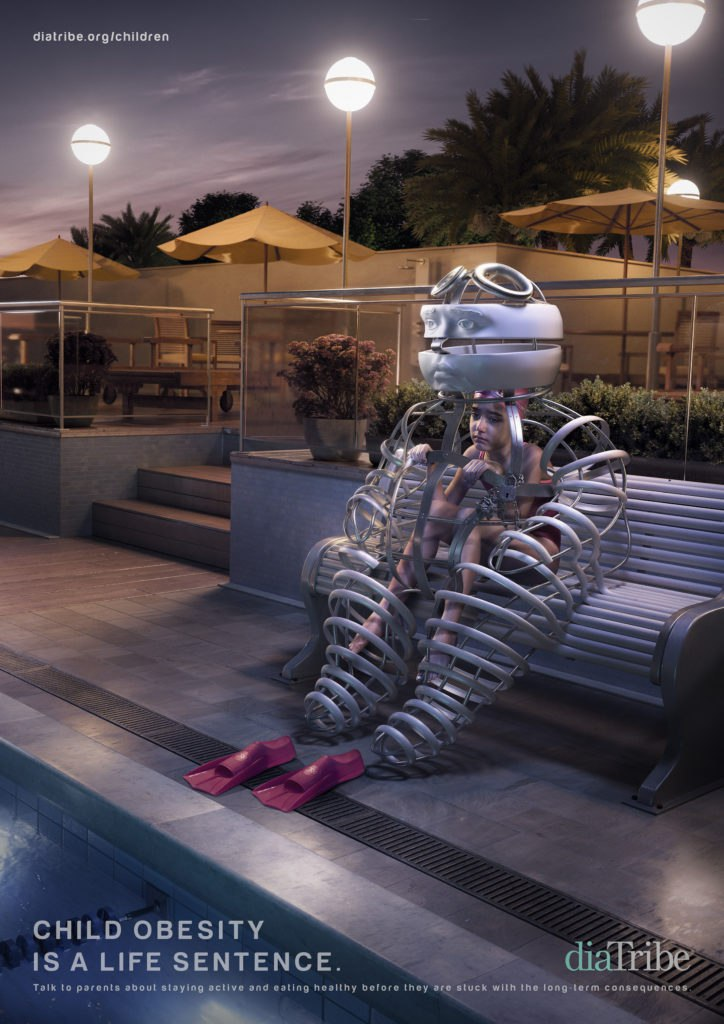 diatribe.org/children
CHILD OBESITY
IS A LIFE SENTENCE.
diaTribe
Talk to parents about staying active and eating healthy before they are stuck with the long-term consequences.